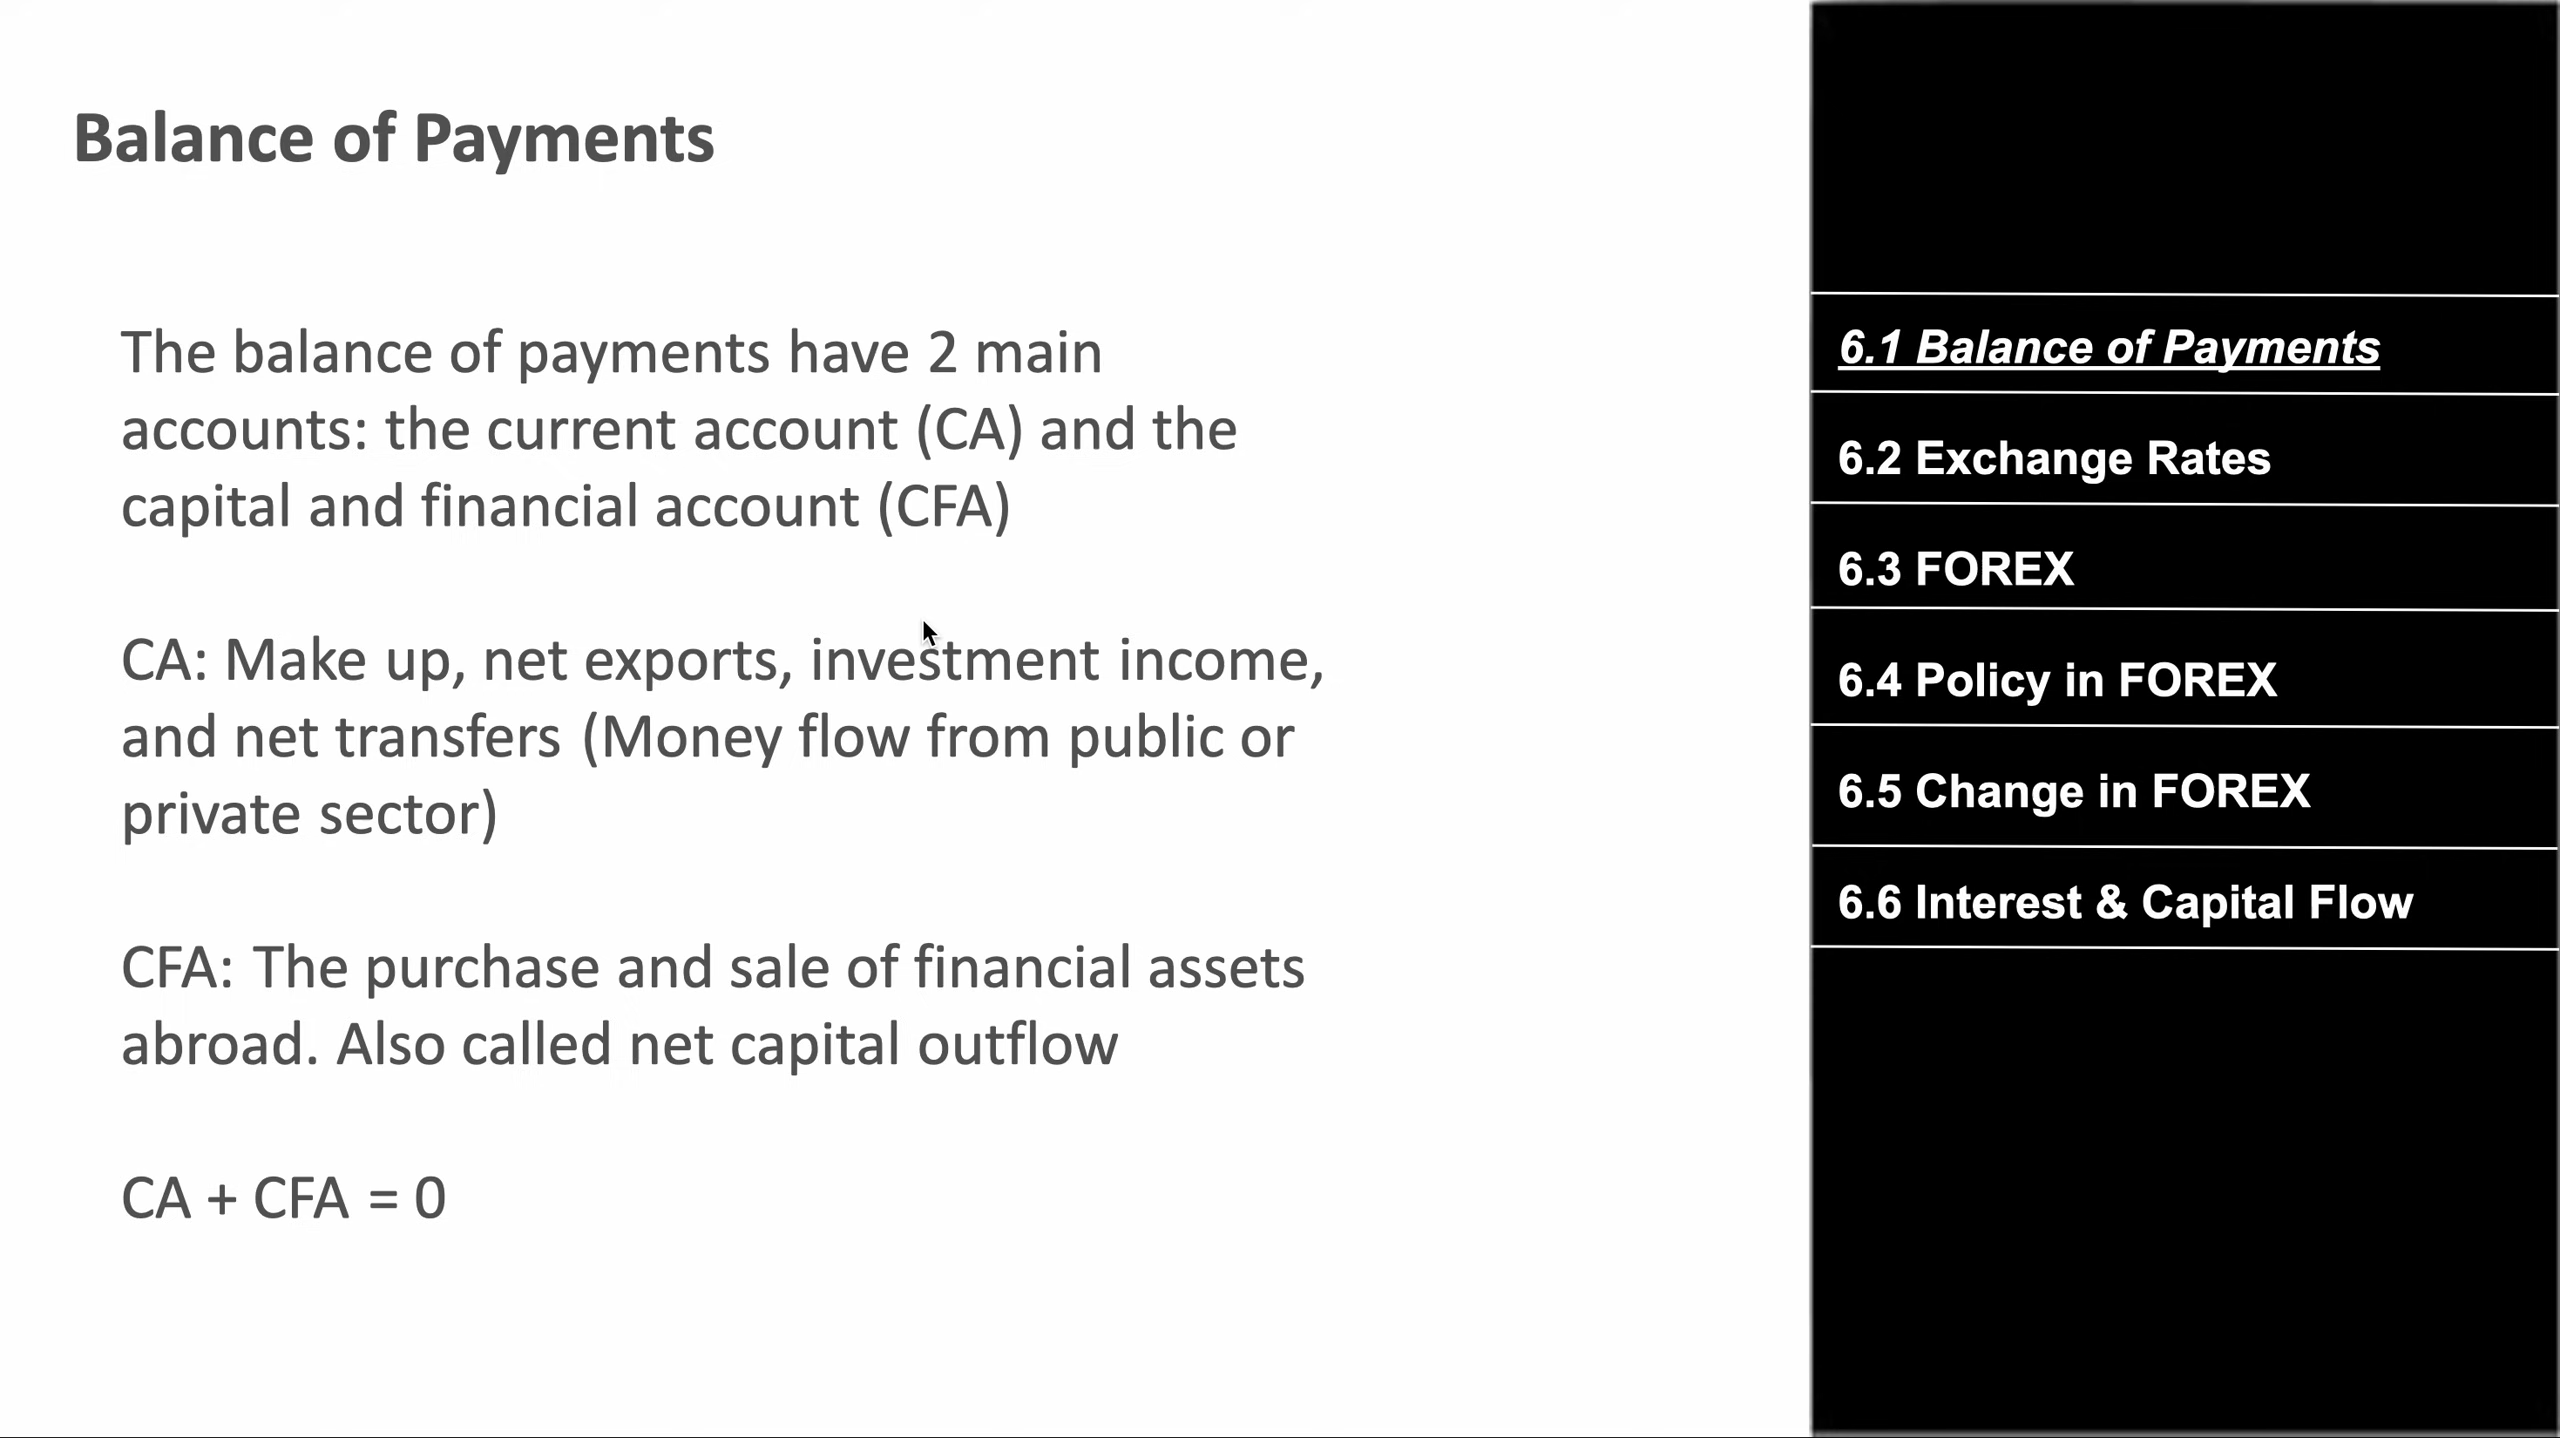 Balance of Payments
The balance of payments have 2 main
accounts: the current account (CA) and the
capital and financial account (CFA)
CA: Make up, net exports, investment income,
and net transfers (Money flow from public or
private sector)
CFA: The purchase and sale of financial assets
abroad. Also called net capital outflow
CA + CFA = 0
6.1 Balance of Payments
6.2 Exchange Rates
6.3 FOREX
6.4 Policy in FOREX
6.5 Change in FOREX
6.6 Interest & Capital Flow